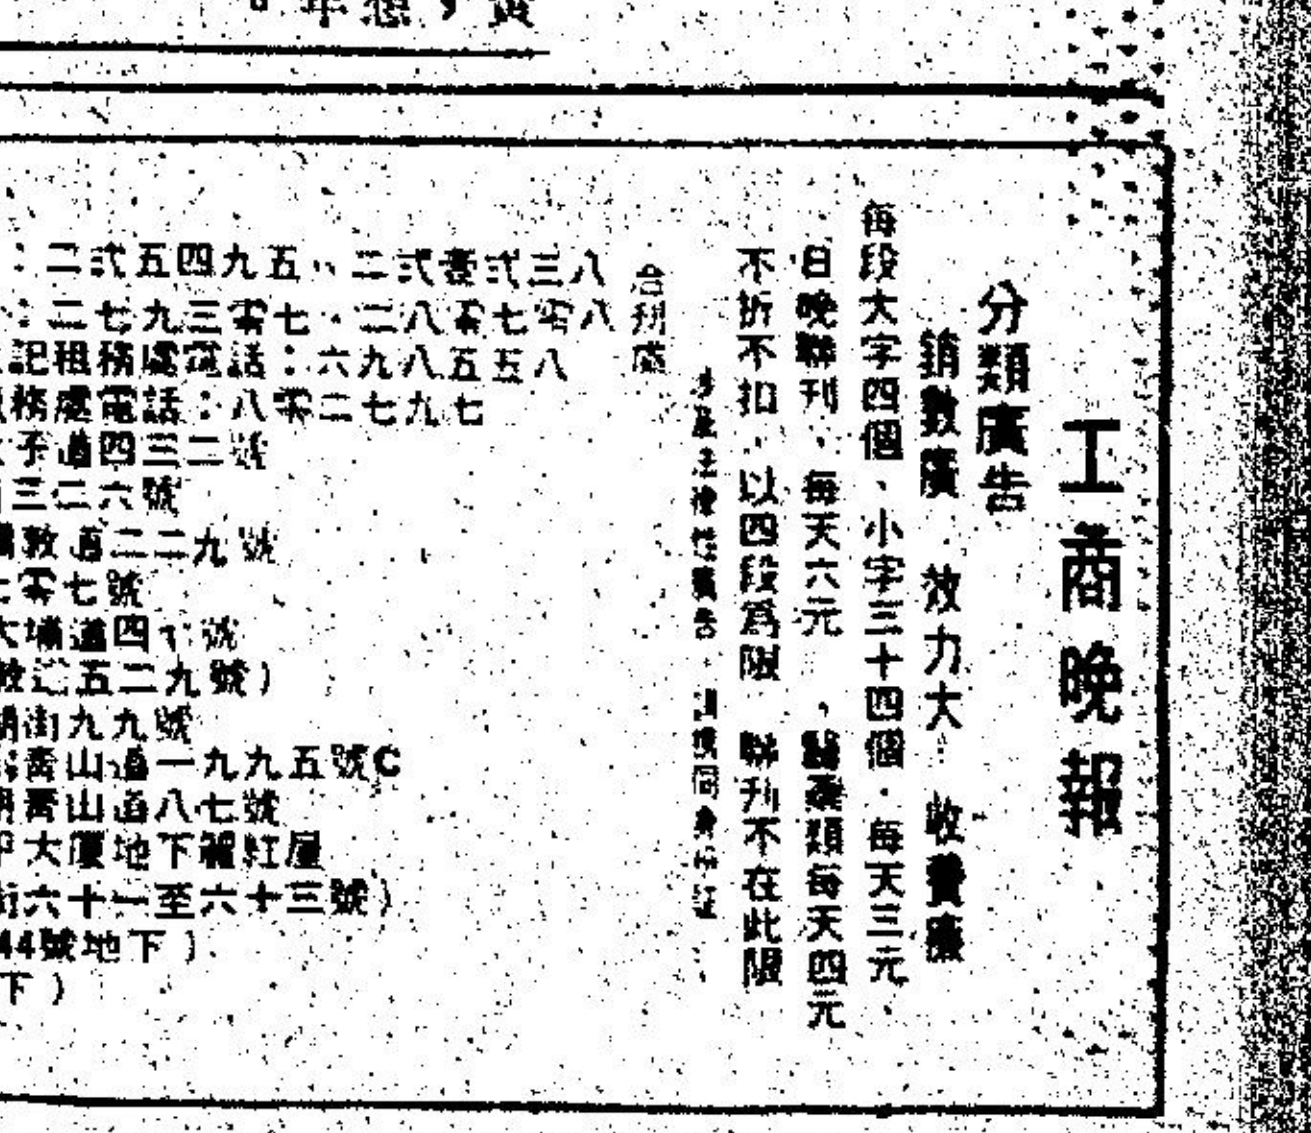 工商晚報
分類廣告
銷數廣 效力大 收費廉
每段大字四個、小字三十四個．每天三元、
日晚聯刊、每天六元、醫藥類每天四元
不折不扣．以四段爲限 聯刊不在此限
合刋處
：二弍五四九五．二弍壹弍三八
：二七九三零七．二八零七零八
記租務處電話：六九八五五八
務處電話：八零二七九七
子道四三二號
三二六號
敦道二二九號
零七號
大埔道四 號
敦道五二九號）
街九九號
青山道一九九五號C
青山道八七號
大廈地下 紅屋
街六十一至六十三號）
44號地下）
下）